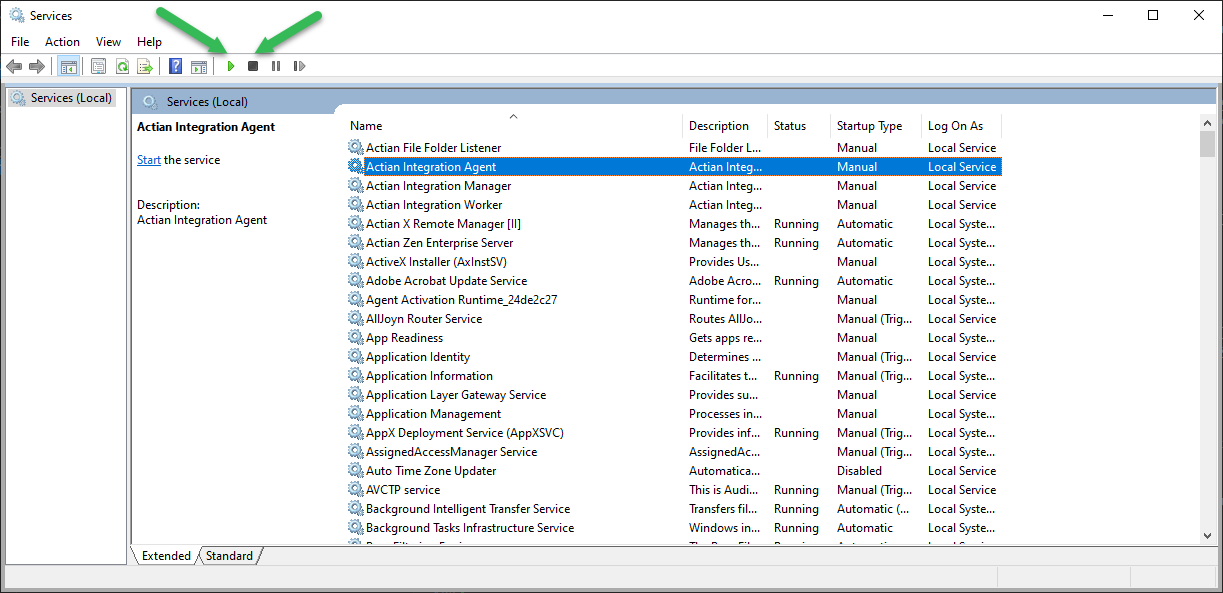 Services
File Action View Help
Services (Local)
Services (Local)
Actian Integration Agent
Start the service
Description:
Actian Integration Agent
Name Description Status Startup Type Log On As
Actian File Folder Listener File Folder L... Manual Local Service
Actian Integration Agent Actian Integ... Manual Local Service
Actian Integration Manager Actian Integ... Manual Local Service
Actian Integration Worker Actian Integ... Manual Local Service
Actian X Remote Manager [II] Manages th... Running Automatic Local Syste...
Actian Zen Enterprise Server Manages th... Running Automatic Local Syste...
ActiveX Installer (AxInstSV) Provides Us... Manual Local Syste...
Adobe Acrobat Update Service Adobe Acro... Running Automatic Local Syste...
Agent Activation Runtime_24de2c27 Runtime for... Manual Local Syste...
AllJoyn Router Service Routes AllJo... Manual (Trig... Local Service
App Readiness Gets apps re... Manual Local Syste...
Application Identity Determines ... Manual (Trig... Local Service
Application Information Facilitates t... Running Manual (Trig... Local Syste...
Application Layer Gateway Service Provides su... Manual Local Service
Application Management Processes in... Manual Local Syste...
AppX Deployment Service (AppXSVC) Provides inf... Running Manual (Trig... Local Syste...
AssignedAccessManager Service AssignedAc... Manual (Trig... Local Syste...
Auto Time Zone Updater Automatica... Disabled Local Service
AVCTP service This is Audi... Running Manual (Trig... Local Service
Background Intelligent Transfer Service Transfers fil... Running Automatic (... Local Syste...
Background Tasks Infrastructure Service Windows in... Running Automatic Local Syste...
Extended Standard